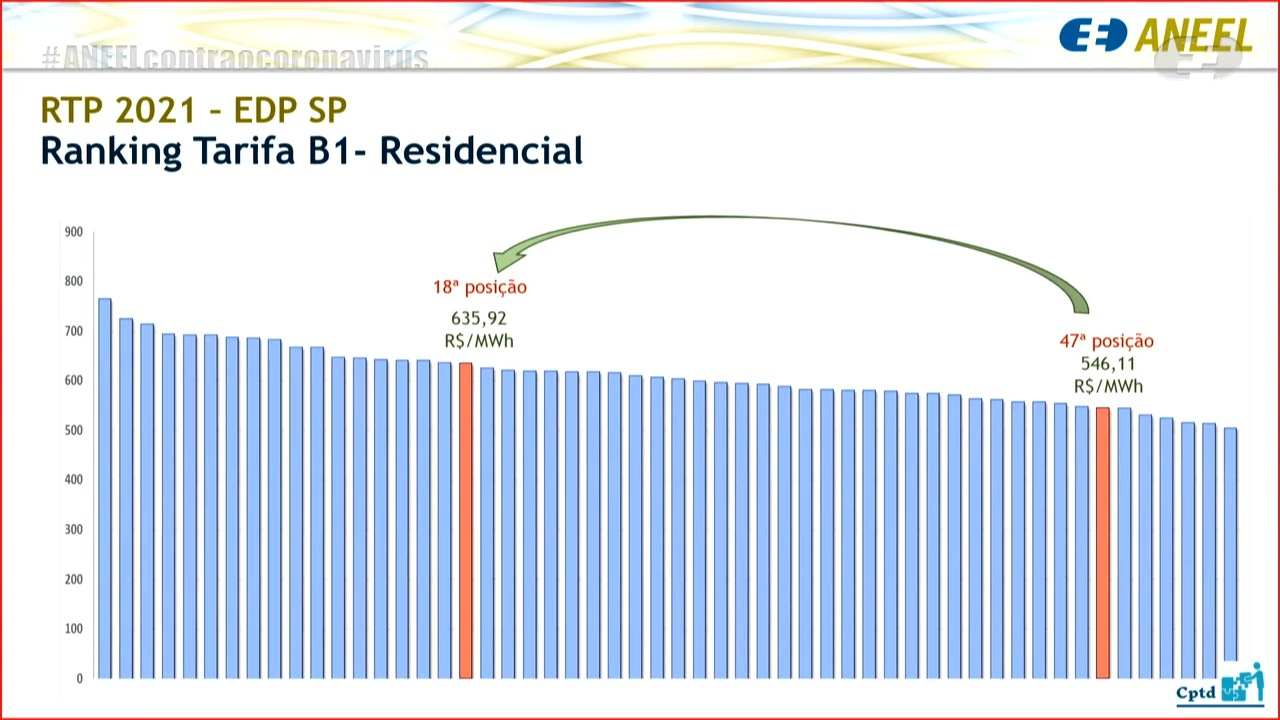 #ANEELcontraocoronavirus
ANEEL
RTP 2021 – EDP SP
Ranking Tarifa B1- Residencial
900
800
700
600
500
400
300
200
100
0
18ª posição
635,92
R$/MWh
47ª posição
546,11
R$/MWh
Cptd